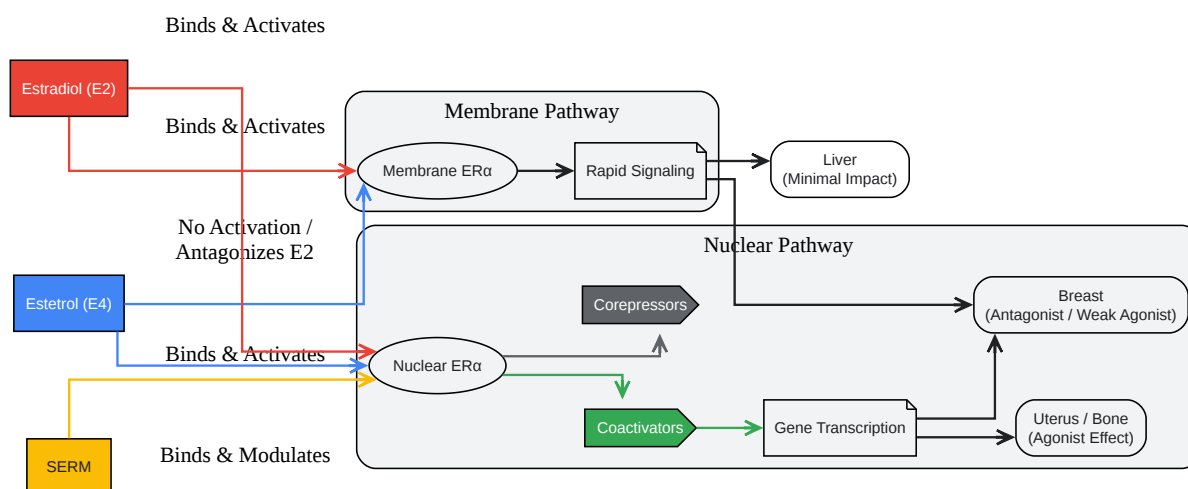 Binds & Activates
Estradiol (E2)
Binds & Activates
Membrane Pathway
Membrane ERα
Rapid Signaling
Liver
(Minimal Impact)
No Activation /
Antagonizes E2
Nuclear Pathway
Estetrol (E4)
Corepressors
Breast
(Antagonist / Weak Agonist)
Binds & Activates
Nuclear ERα
Coactivators
Gene Transcription
Uterus / Bone
(Agonist Effect)
Binds & Modulates
SERM